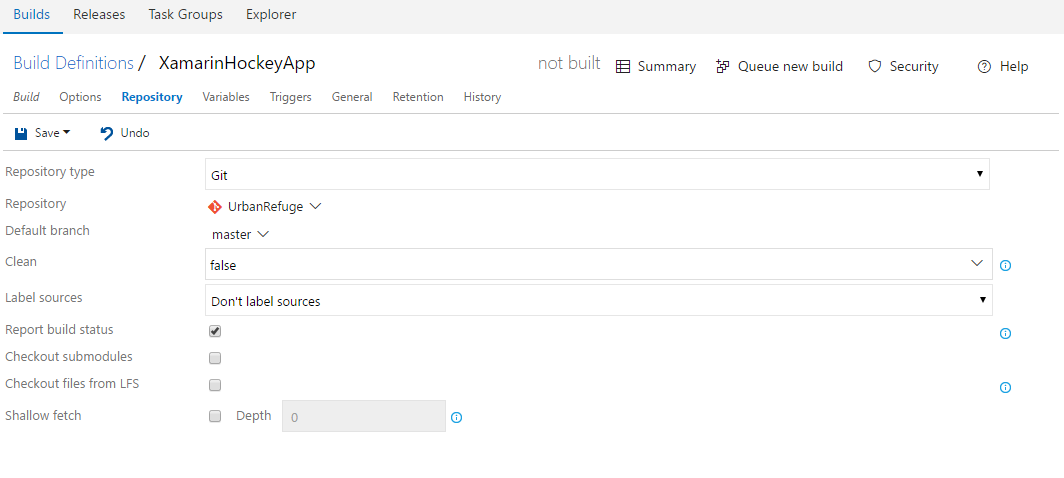 Builds Releases Task Groups Explorer
Build Definitions / XamarinHockeyApp not built Summary Queue new build Security Help
Build Options Repository Variables Triggers General Retention History
Save Undo
Repository type Git
Repository UrbanRefuge
Default branch master
Clean false
Label sources Don't label sources
Report build status
Checkout submodules
Checkout files from LFS
Shallow fetch Depth 0